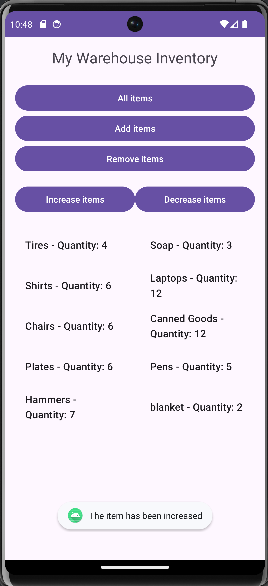 10:48
My Warehouse Inventory
All items
Add items
Remove items
Increase items
Decrease items
Tires - Quantity: 4
Soap - Quantity: 3
Shirts - Quantity: 6
Laptops - Quantity:
12
Chairs - Quantity: 6
Canned Goods -
Quantity: 12
Plates - Quantity: 6
Pens - Quantity: 5
Hammers -
Quantity: 7
blanket - Quantity: 2
The item has been increased